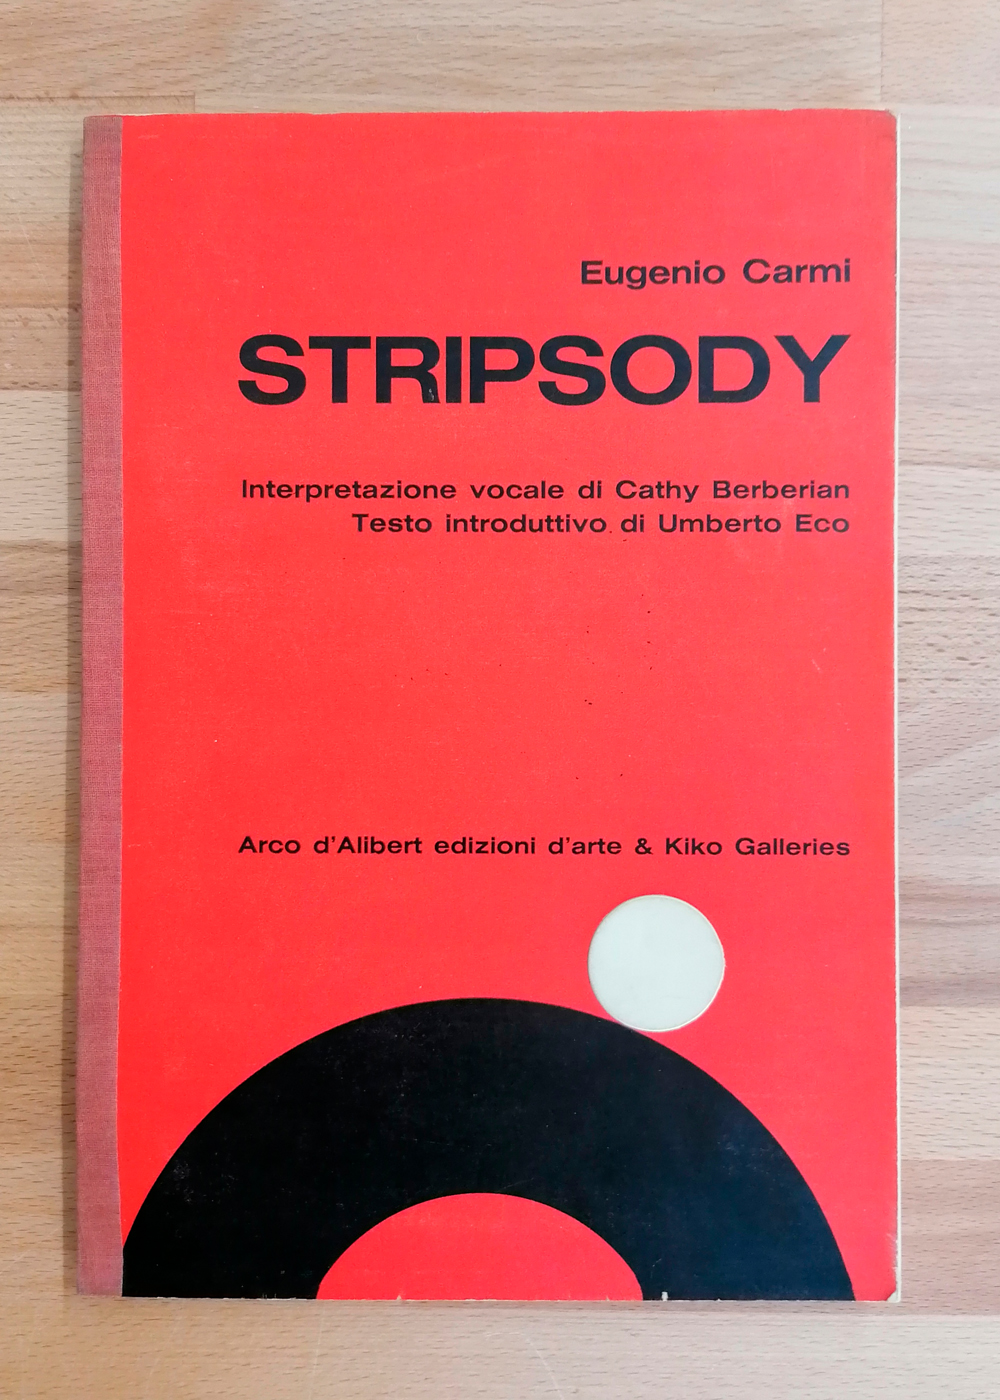 Eugenio Carmi
STRIPSODY
Interpretazione vocale di Cathy Berberian
Testo introduttivo di Umberto Eco
Arco d'Alibert edizioni d'arte & Kiko Galleries